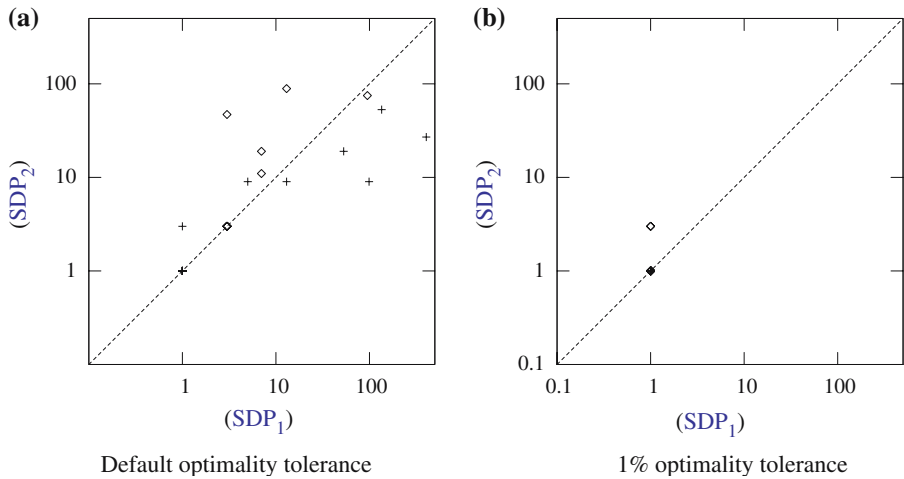 (a)
(b)
100
10
1
(SDP2)
1
10
100
(SDP1)
Default optimality tolerance
100
10
1
0.1
(SDP2)
0.1
1
10
100
(SDP1)
1% optimality tolerance